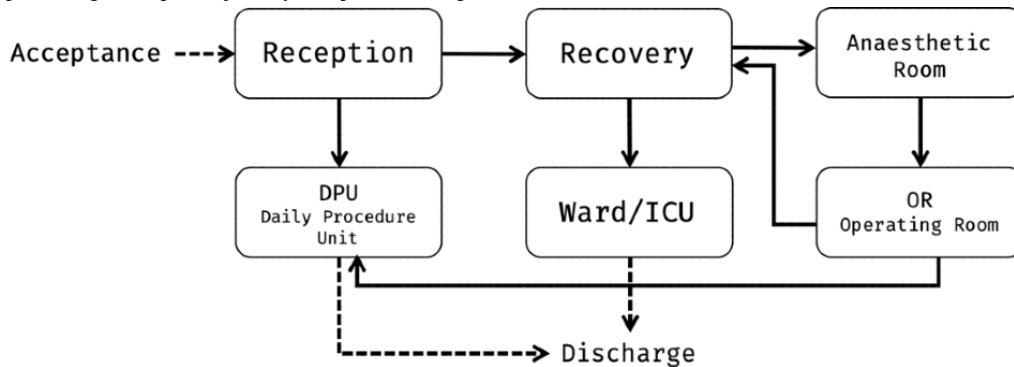 Acceptance
Reception
Recovery
Anaesthetic
Room
DPU
Daily Procedure
Unit
Ward/ICU
OR
Operating Room
Discharge